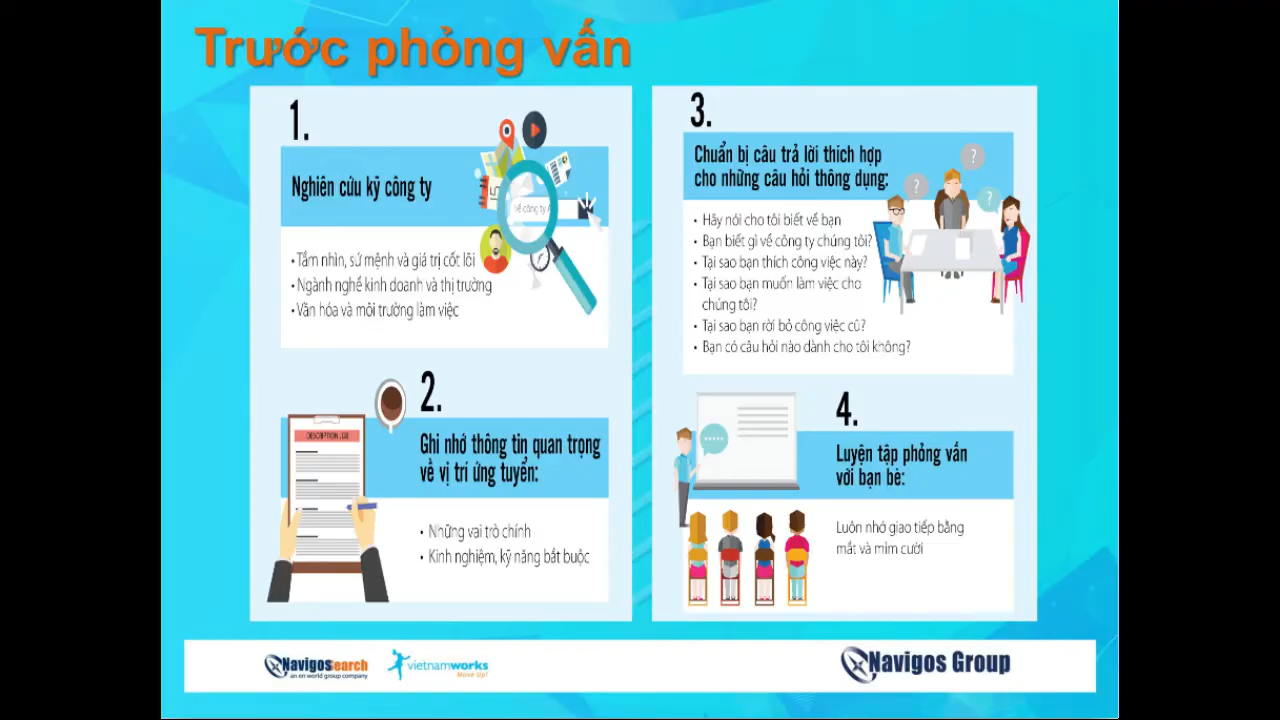 Trước phỏng vấn
1.
Nghiên cứu kỹ công ty
về công ty
• Tầm nhìn, sứ mệnh và giá trị cốt lõi
• Ngành nghề kinh doanh và thị trường
• Văn hóa và môi trường làm việc
2.
DESCRIPTION JOB
Ghi nhớ thông tin quan trọng
về vị trí ứng tuyển:
• Những vai trò chính
• Kinh nghiệm, kỹ năng bắt buộc
3.
Chuẩn bị câu trả lời thích hợp
cho những câu hỏi thông dụng:
? ? ?
• Hãy nói cho tôi biết về bạn
• Bạn biết gì về công ty chúng tôi?
• Tại sao bạn thích công việc này?
• Tại sao bạn muốn làm việc cho
chúng tôi?
• Tại sao bạn rời bỏ công việc cũ?
• Bạn có câu hỏi nào dành cho tôi không?
4.
Luyện tập phỏng vấn
với bạn bè:
Luôn nhớ giao tiếp bằng
mắt và mỉm cười
Navigos Search
an en world group company
vietnamworks
Move Up!
Navigos Group